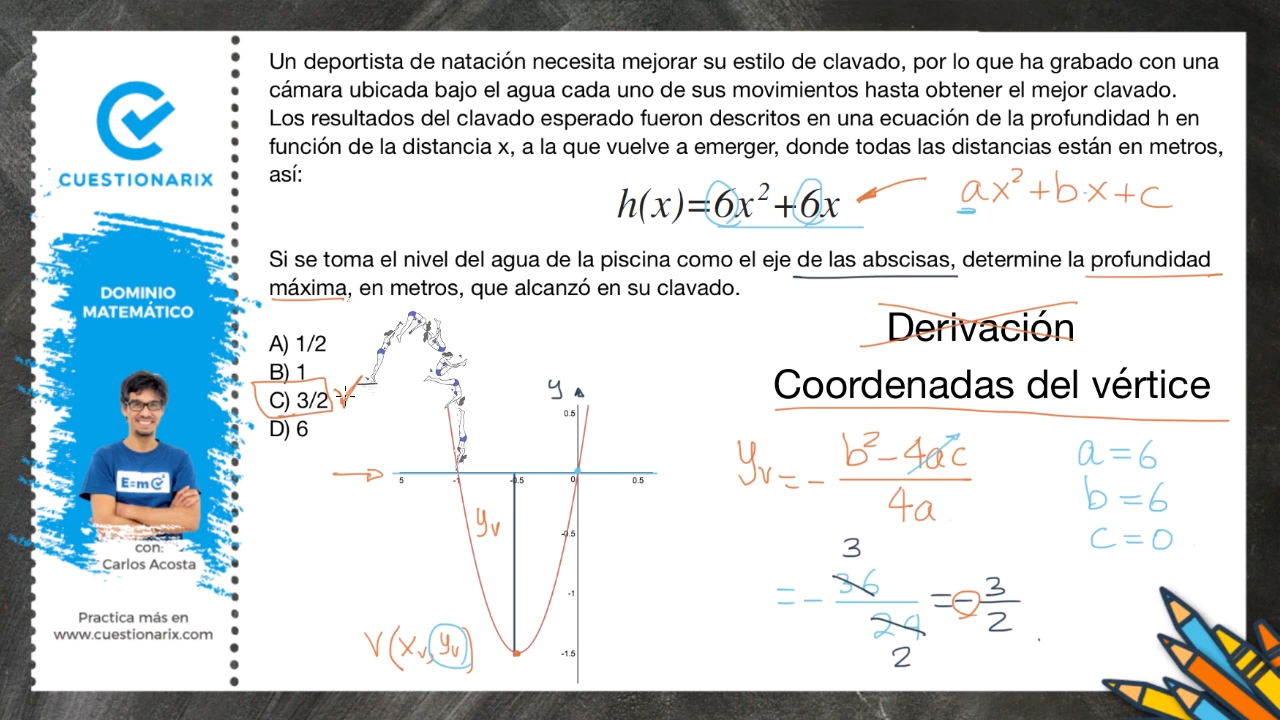 Un deportista de natación necesita mejorar su estilo de clavado, por lo que ha grabado con una
cámara ubicada bajo el agua cada uno de sus movimientos hasta obtener el mejor clavado.
Los resultados del clavado esperado fueron descritos en una ecuación de la profundidad h en
función de la distancia x, a la que vuelve a emerger, donde todas las distancias están en metros,
así:
h(x)=6x²+6x
ax²+b·x+c
Si se toma el nivel del agua de la piscina como el eje de las abscisas, determine la profundidad
máxima, en metros, que alcanzó en su clavado.
A) 1/2
B) 1
C) 3/2
D) 6
CUESTIONARIX
DOMINIO
MATEMÁTICO
E=mC
con:
Carlos Acosta
Practica más en
www.cuestionarix.com
Derivación
Coordenadas del vértice
y
0.5
5 -1 -0.5 0 0.5
-0.5
-1
-1.5
yv
V(xv, yv)
yv = - b²-4ac
4a
a=6
b=6
c=0
3
= - 36 = - 3
24 2
2